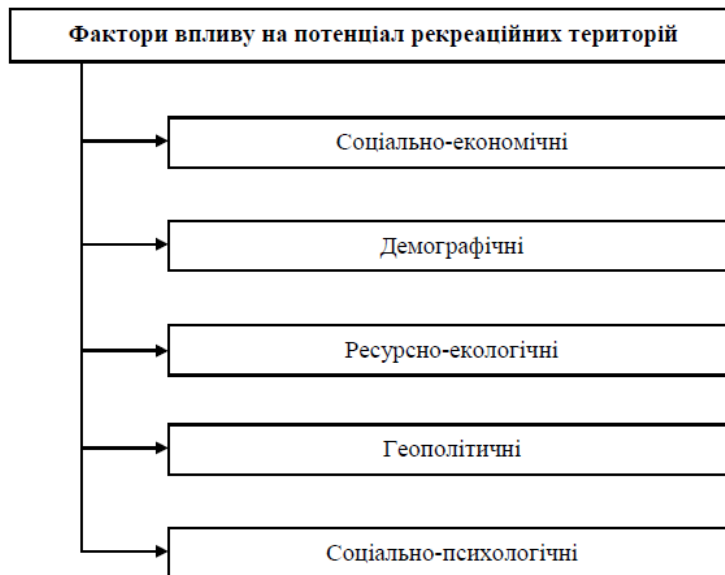 Фактори впливу на потенціал рекреаційних територій
Соціально-економічні
Демографічні
Ресурсно-екологічні
Геополітичні
Соціально-психологічні